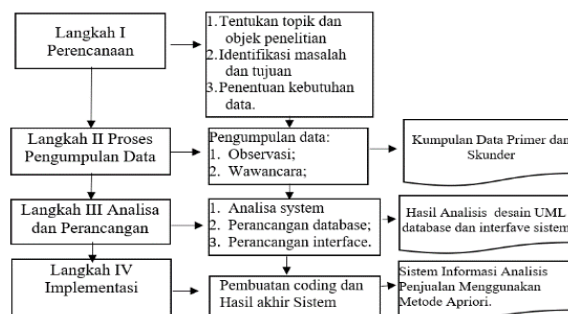 Langkah I
Perencanaan
1.Tentukan topik dan
objek penelitian
2.Identifikasi masalah
dan tujuan
3.Penentuan kebutuhan
data.
Langkah II Proses
Pengumpulan Data
Pengumpulan data:
1. Observasi;
2. Wawancara;
Kumpulan Data Primer dan
Skunder
Langkah III Analisa
dan Perancangan
1. Analisa system
2. Perancangan database;
3. Perancangan interface.
Hasil Analisis desain UML
database dan interfave sistem
Langkah IV
Implementasi
Pembuatan coding dan
Hasil akhir Sistem
Sistem Informasi Analisis
Penjualan Menggunakan
Metode Apriori.